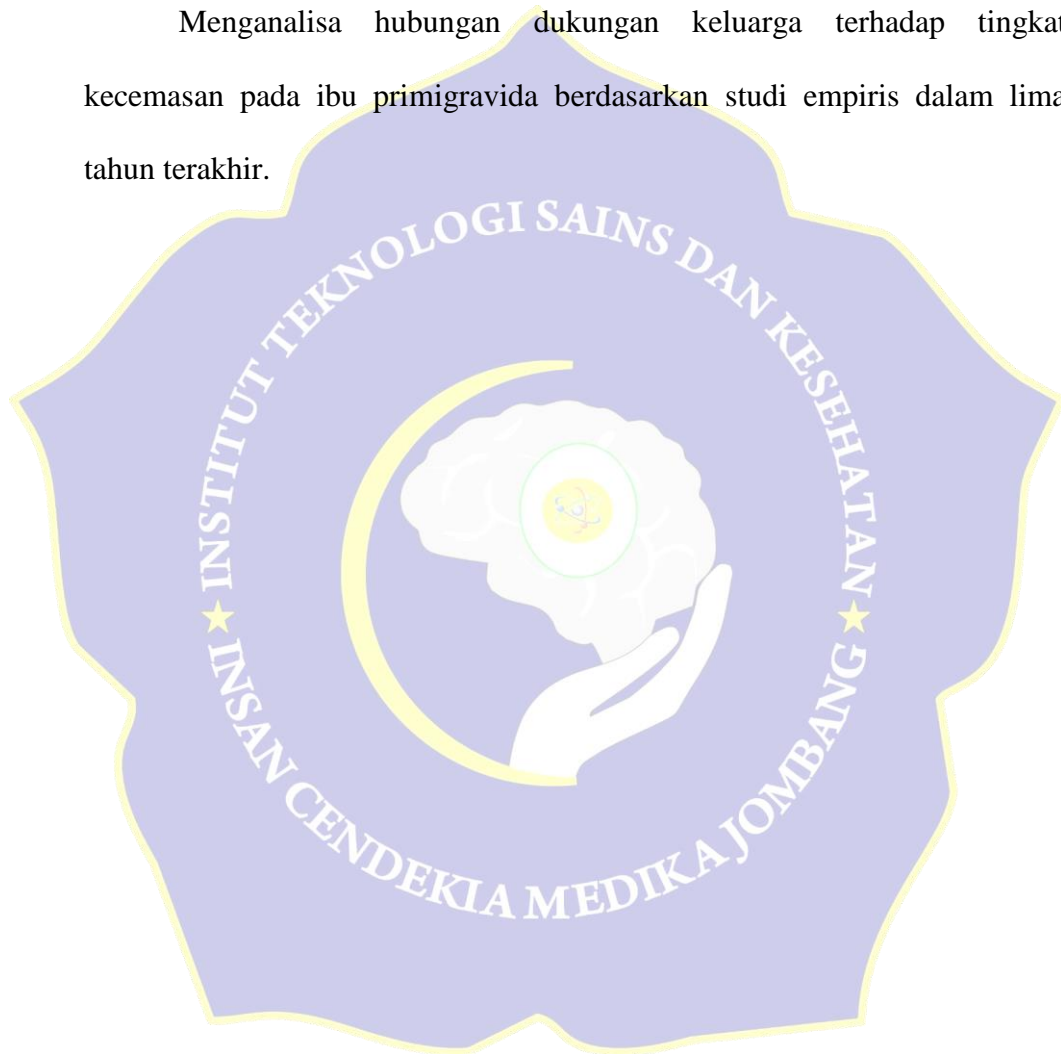 Menganalisa hubungan dukungan keluarga terhadap tingkat
kecemasan pada ibu primigravida berdasarkan studi empiris dalam lima
tahun terakhir.
INSTITUT TEKNOLOGI SAINS DAN KESEHATAN
INSAN CENDEKIA MEDIKA JOMBANG